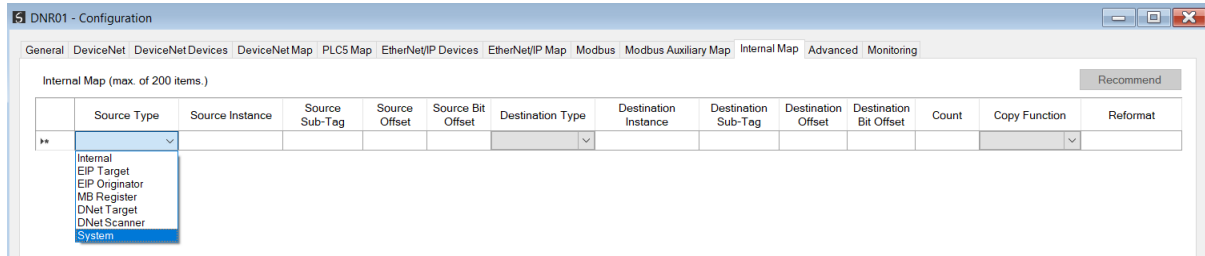 DNR01 - Configuration
General DeviceNet DeviceNet Devices DeviceNet Map PLC5 Map EtherNet/IP Devices EtherNet/IP Map Modbus Modbus Auxiliary Map Internal Map Advanced Monitoring
Internal Map (max. of 200 items.)
Recommend
Source Type Source Instance Source Sub-Tag Source Offset Source Bit Offset Destination Type Destination Instance Destination Sub-Tag Destination Offset Destination Bit Offset Count Copy Function Reformat
Internal
EIP Target
EIP Originator
MB Register
DNet Target
DNet Scanner
System